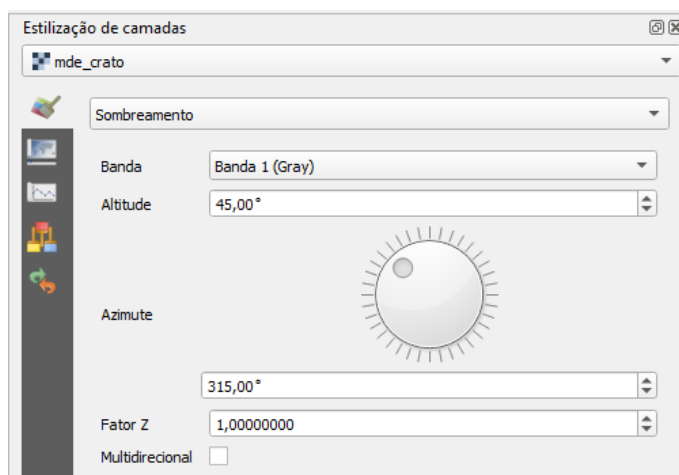 Estilização de camadas
mde_crato
Sombreamento
Banda Banda 1 (Gray)
Altitude 45,00°
Azimute
315,00°
Fator Z 1,00000000
Multidirecional